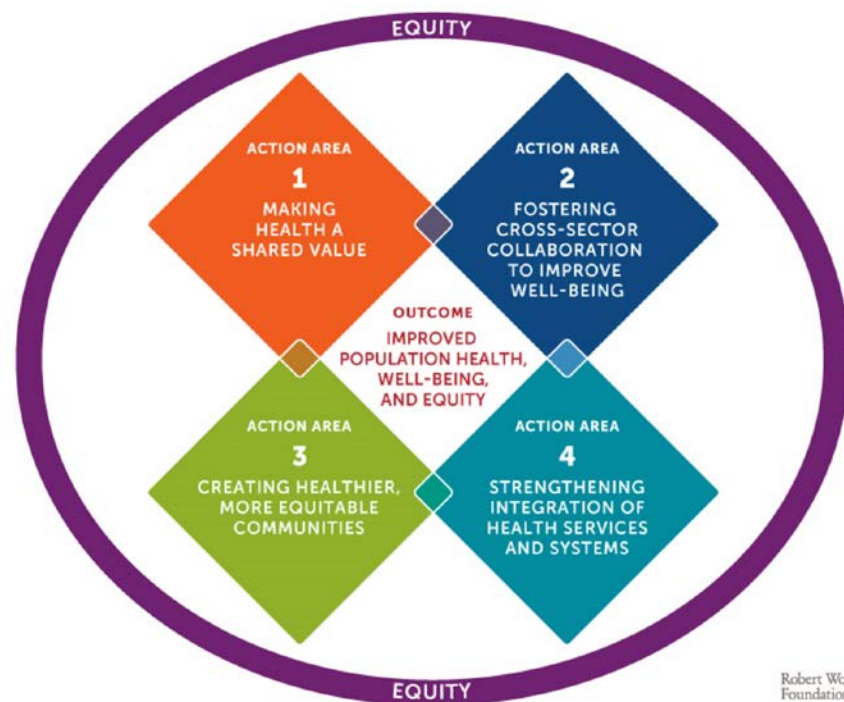 EQUITY
ACTION AREA
1
MAKING
HEALTH A
SHARED VALUE
ACTION AREA
2
FOSTERING
CROSS-SECTOR
COLLABORATION
TO IMPROVE
WELL-BEING
OUTCOME
IMPROVED
POPULATION HEALTH,
WELL-BEING,
AND EQUITY
ACTION AREA
3
CREATING HEALTHIER,
MORE EQUITABLE
COMMUNITIES
ACTION AREA
4
STRENGTHENING
INTEGRATION OF
HEALTH SERVICES
AND SYSTEMS
EQUITY
Robert
Foundation